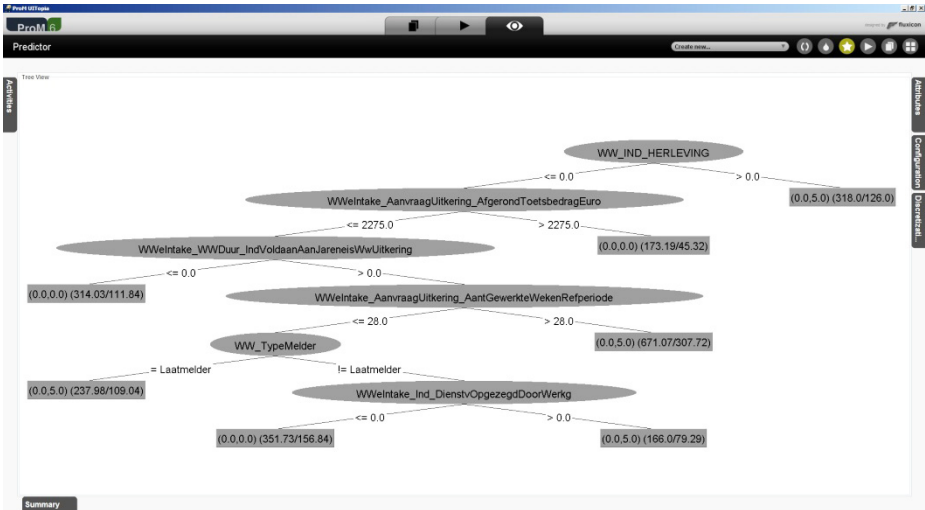 ProM UITopia
ProM 6
designed by fluxicon
Predictor
Create new...
Tree View
Activities
Attributes
Configuration
Discretizati...
WW_IND_HERLEVING
<= 0.0
> 0.0
WWeIntake_AanvraagUitkering_AfgerondToetsbedragEuro
(0.0,5.0) (318.0/126.0)
<= 2275.0
> 2275.0
WWeIntake_WWDuur_IndVoldaanAanJareneisWwUitkering
(0.0,0.0) (173.19/45.32)
<= 0.0
> 0.0
(0.0,0.0) (314.03/111.84)
WWeIntake_AanvraagUitkering_AantGewerkteWekenRefperiode
<= 28.0
> 28.0
WW_TypeMelder
(0.0,5.0) (671.07/307.72)
= Laatmelder
!= Laatmelder
(0.0,5.0) (237.98/109.04)
WWeIntake_Ind_DienstvOpgezegdDoorWerkg
<= 0.0
> 0.0
(0.0,0.0) (351.73/156.84)
(0.0,5.0) (166.0/79.29)
Summary